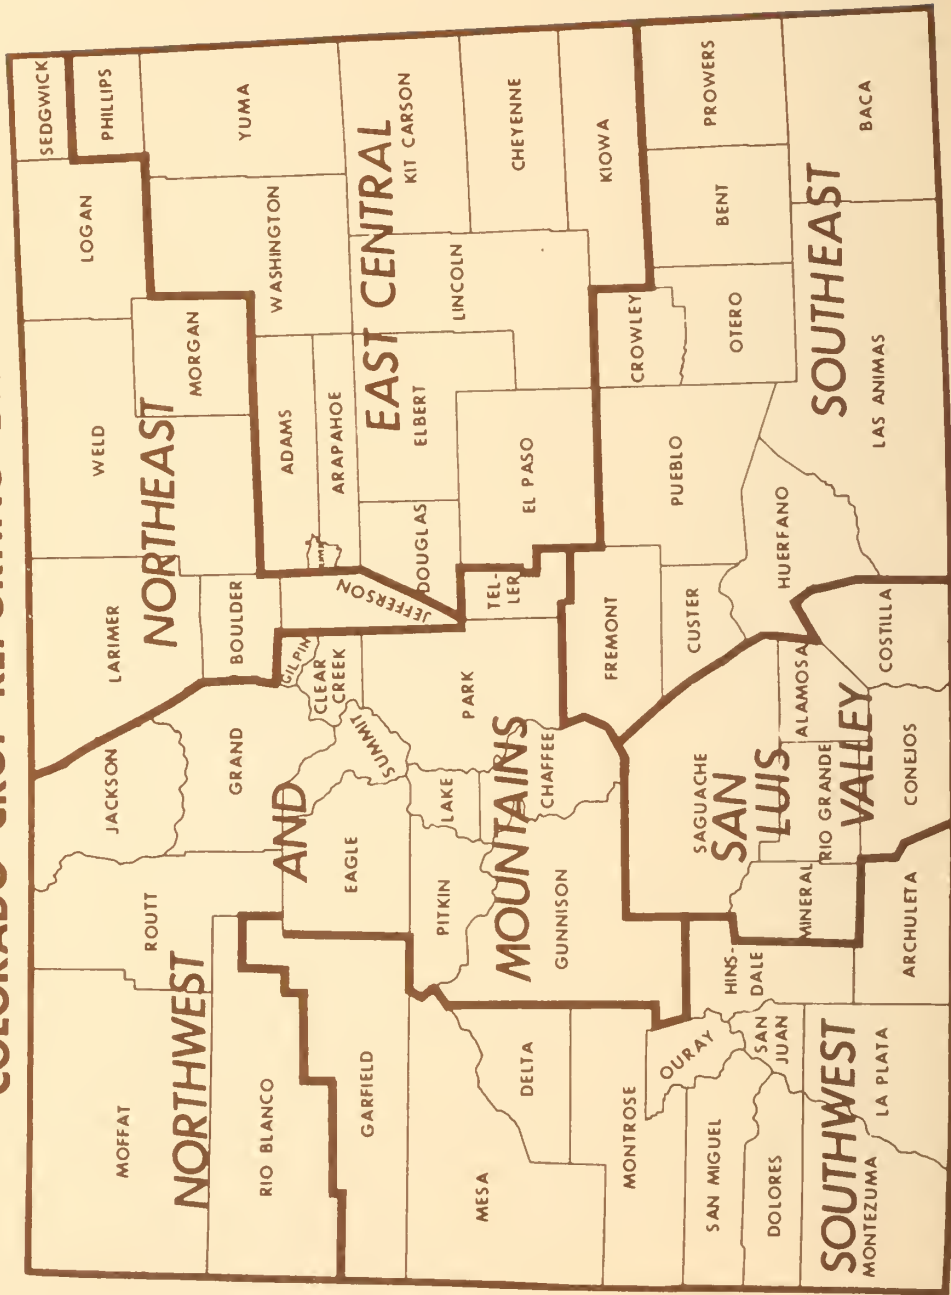 COLORADO CROP REPORTING
MOFFAT
ROUTT
JACKSON
LARIMER
WELD
LOGAN
SEDGWICK
PHILLIPS
NORTHWEST
AND
MOUNTAINS
RIO BLANCO
GRAND
BOULDER
NORTHEAST
MORGAN
WASHINGTON
YUMA
GARFIELD
EAGLE
SUMMIT
GILPIN
CLEAR
CREEK
JEFFERSON
ADAMS
ARAPAHOE
EAST CENTRAL
KIT CARSON
MESA
DELTA
PITKIN
LAKE
PARK
DOUGLAS
ELBERT
LINCOLN
CHEYENNE
GUNNISON
CHAFFEE
TEL-
LER
EL PASO
KIOWA
MONTROSE
OURAY
SAGUACHE
FREMONT
CUSTER
PUEBLO
CROWLEY
OTERO
BENT
PROWERS
SAN MIGUEL
DOLORES
SAN
JUAN
HINS-
DALE
MINERAL
SAN
LUIS
VALLEY
RIO GRANDE
ALAMOSA
HUERFANO
SOUTHWEST
MONTEZUMA
LA PLATA
ARCHULETA
CONEJOS
COSTILLA
LAS ANIMAS
SOUTHEAST
BACA